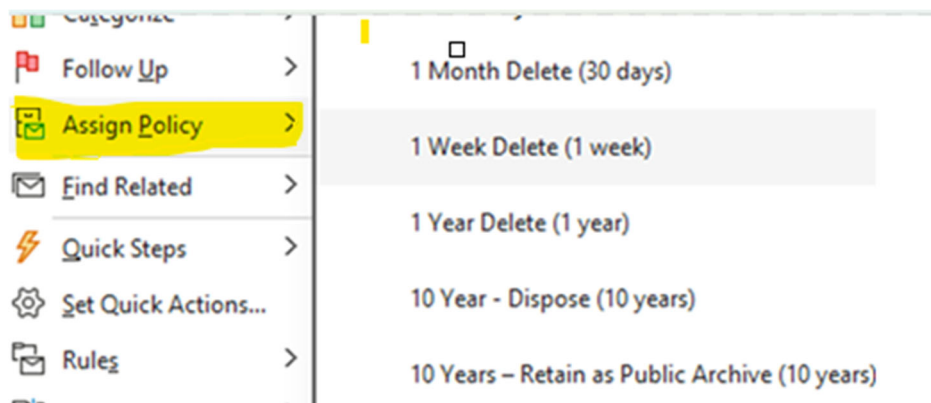 Categorize
Follow Up
Assign Policy
Find Related
Quick Steps
Set Quick Actions...
Rules
1 Month Delete (30 days)
1 Week Delete (1 week)
1 Year Delete (1 year)
10 Year - Dispose (10 years)
10 Years – Retain as Public Archive (10 years)